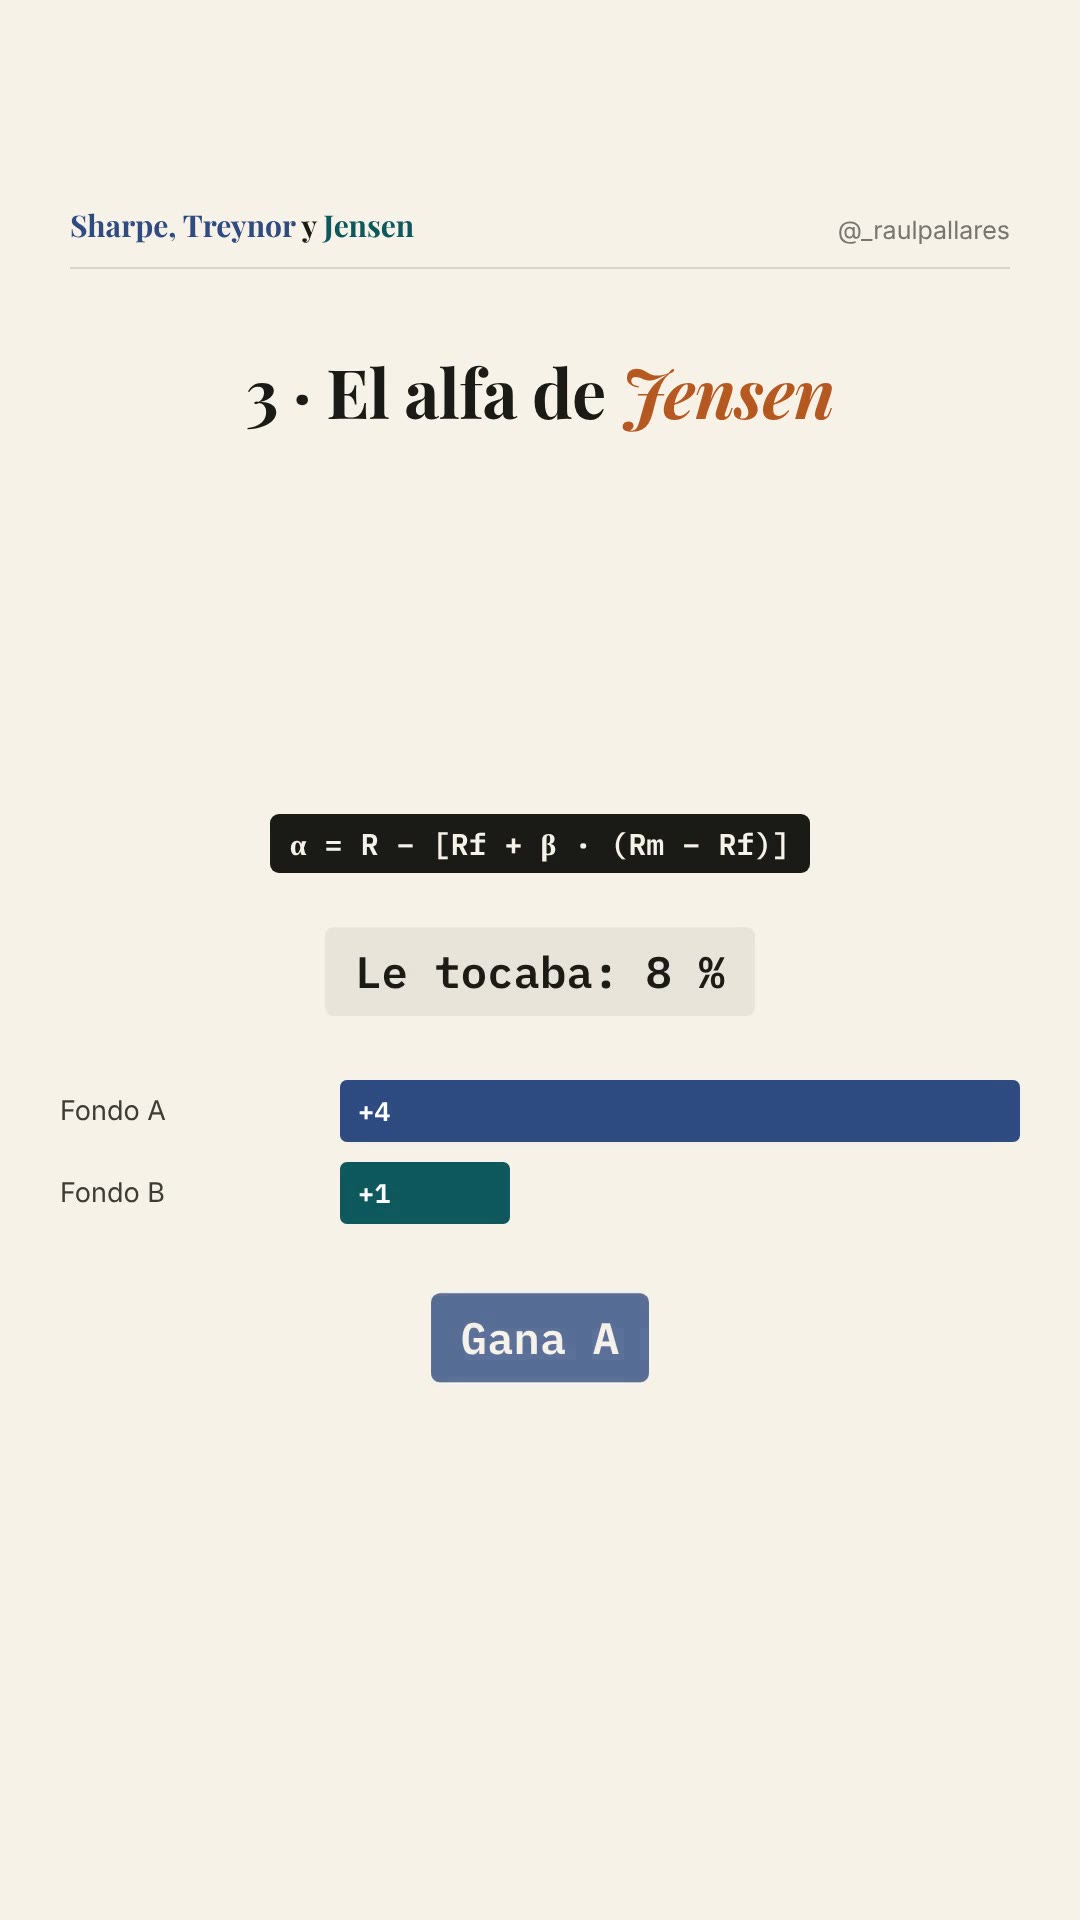 Sharpe, Treynor y Jensen
@_raulpallares
3 · El alfa de Jensen
α = R − [Rf + β · (Rm − Rf)]
Le tocaba: 8 %
Fondo A
+4
Fondo B
+1
Gana A